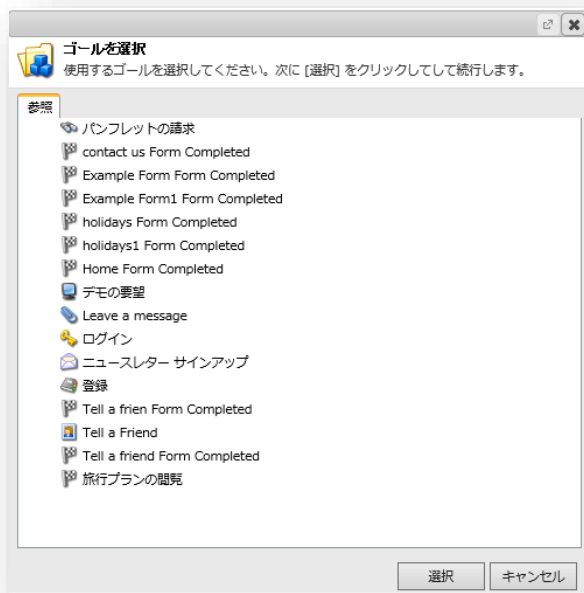 ゴールを選択
使用するゴールを選択してください。次に [選択] をクリックしてして続行します。
参照
パンフレットの請求
contact us Form Completed
Example Form Form Completed
Example Form1 Form Completed
holidays Form Completed
holidays1 Form Completed
Home Form Completed
デモの要望
Leave a message
ログイン
ニュースレター サインアップ
登録
Tell a frien Form Completed
Tell a Friend
Tell a friend Form Completed
旅行プランの閲覧
選択
キャンセル